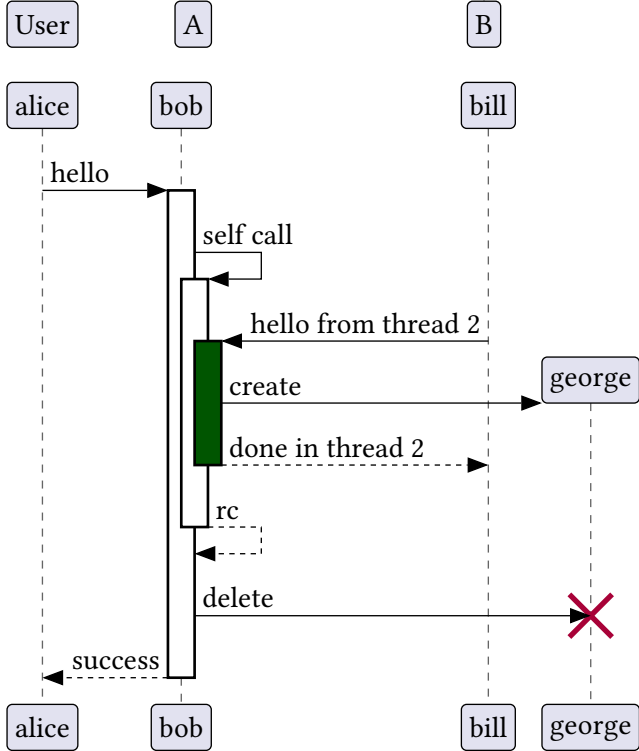 User
A
B
alice
bob
bill
hello
self call
hello from thread 2
george
create
done in thread 2
rc
delete
success
alice
bob
bill
george